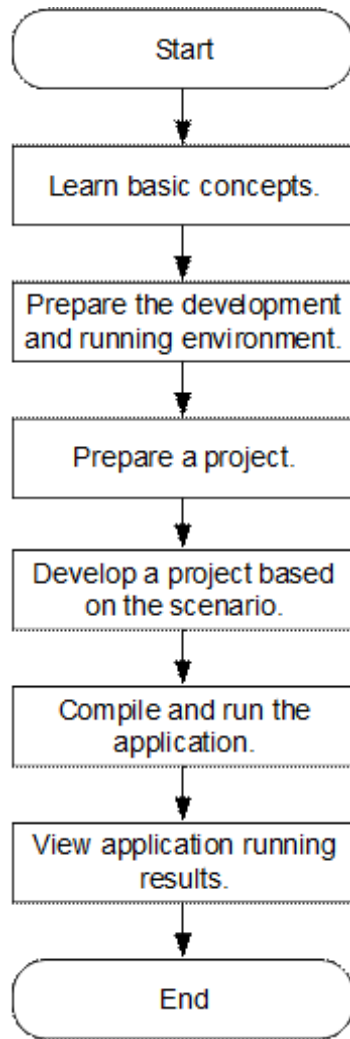 Start
Learn basic concepts.
Prepare the development
and running environment.
Prepare a project.
Develop a project based
on the scenario.
Compile and run the
application.
View application running
results.
End